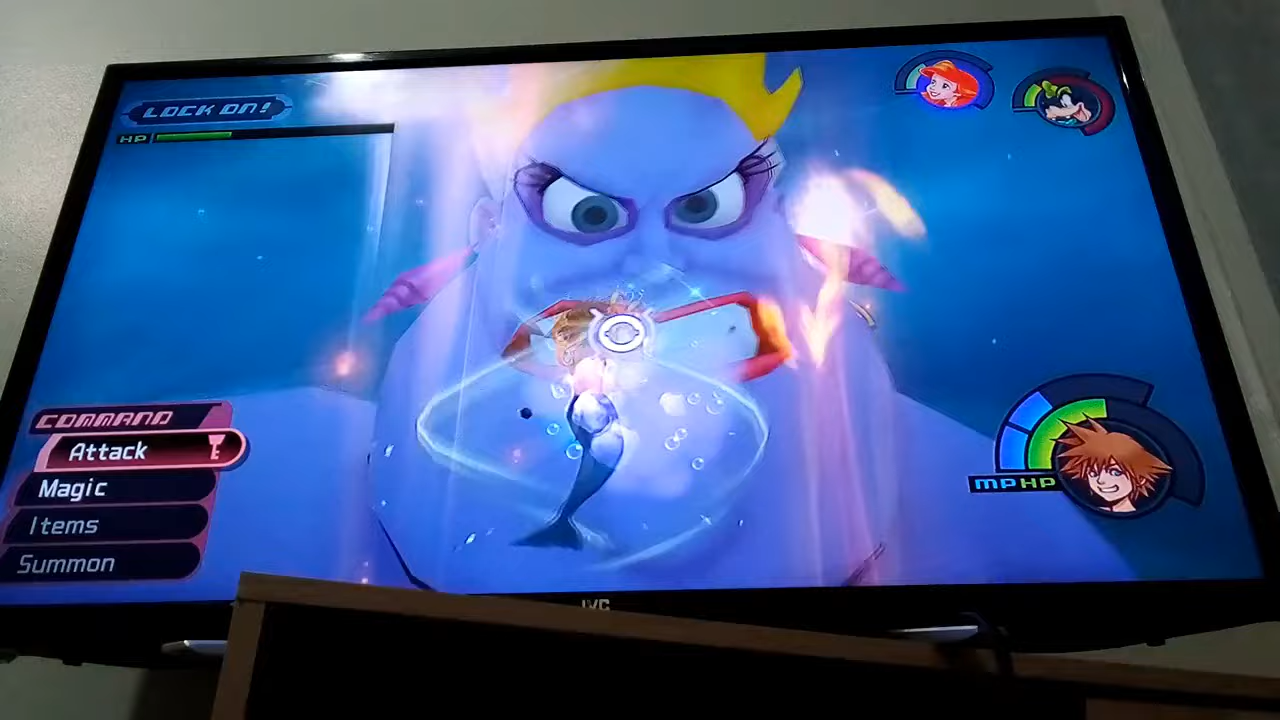 LOCK ON!
HP
COMMAND
Attack
Magic
Items
Summon
MP HP
JVC